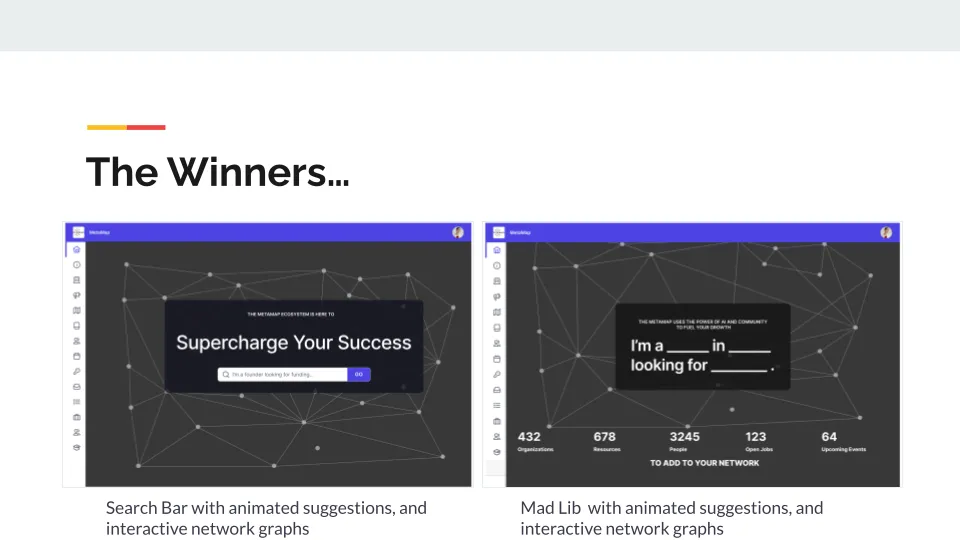 The Winners...
MetaMap
THE METAMAP ECOSYSTEM IS HERE TO
Supercharge Your Success
I'm a founder looking for funding...
GO
Search Bar with animated suggestions, and
interactive network graphs
MetaMap
THE METAMAP USES THE POWER OF AI AND COMMUNITY
TO FUEL YOUR GROWTH
I'm a ______ in ______
looking for ________ .
432 678 3245 123 64
Organizations Resources People Open Jobs Upcoming Events
TO ADD TO YOUR NETWORK
Mad Lib with animated suggestions, and
interactive network graphs